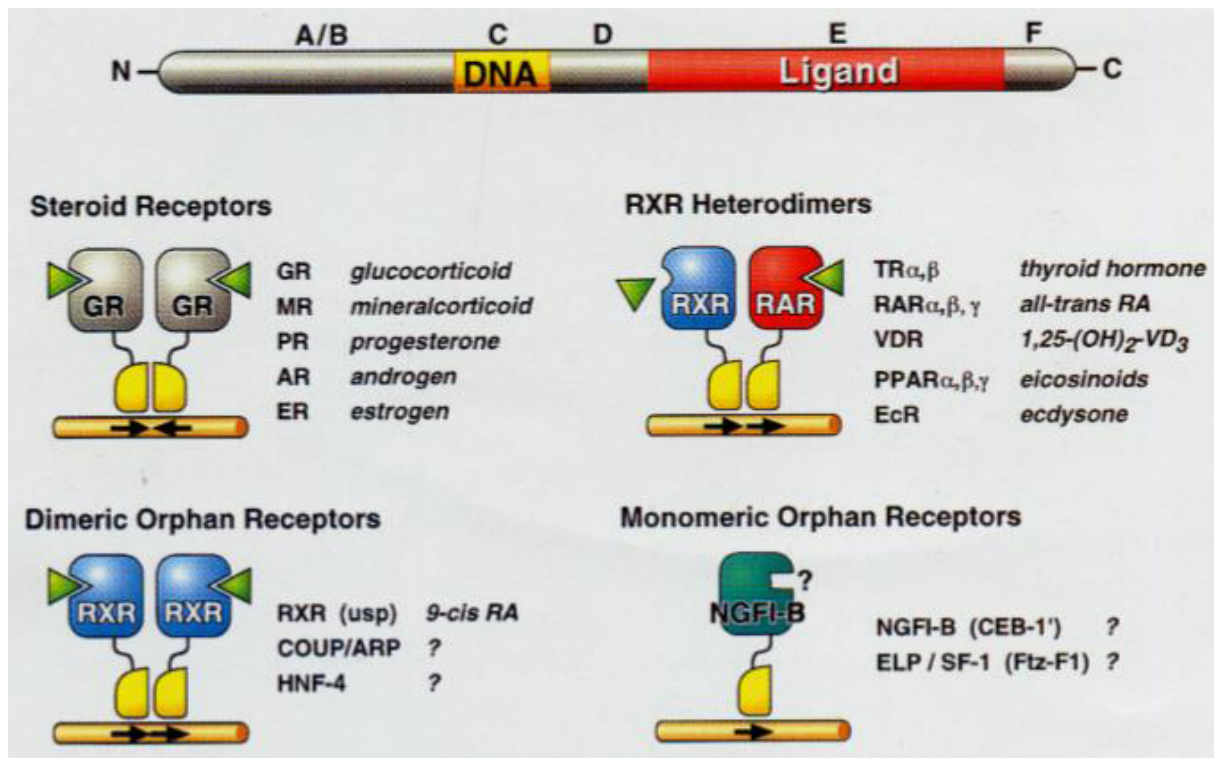 A/B C D E F
N DNA Ligand C
Steroid Receptors
GR GR
GR glucocorticoid
MR mineralcorticoid
PR progesterone
AR androgen
ER estrogen
RXR Heterodimers
RXR RAR
TRα,β thyroid hormone
RARα,β, γ all-trans RA
VDR 1,25-(OH)2-VD3
PPARα,β,γ eicosinoids
EcR ecdysone
Dimeric Orphan Receptors
RXR RXR
RXR (usp) 9-cis RA
COUP/ARP ?
HNF-4 ?
Monomeric Orphan Receptors
?
NGFI-B
NGFI-B (CEB-1') ?
ELP / SF-1 (Ftz-F1) ?